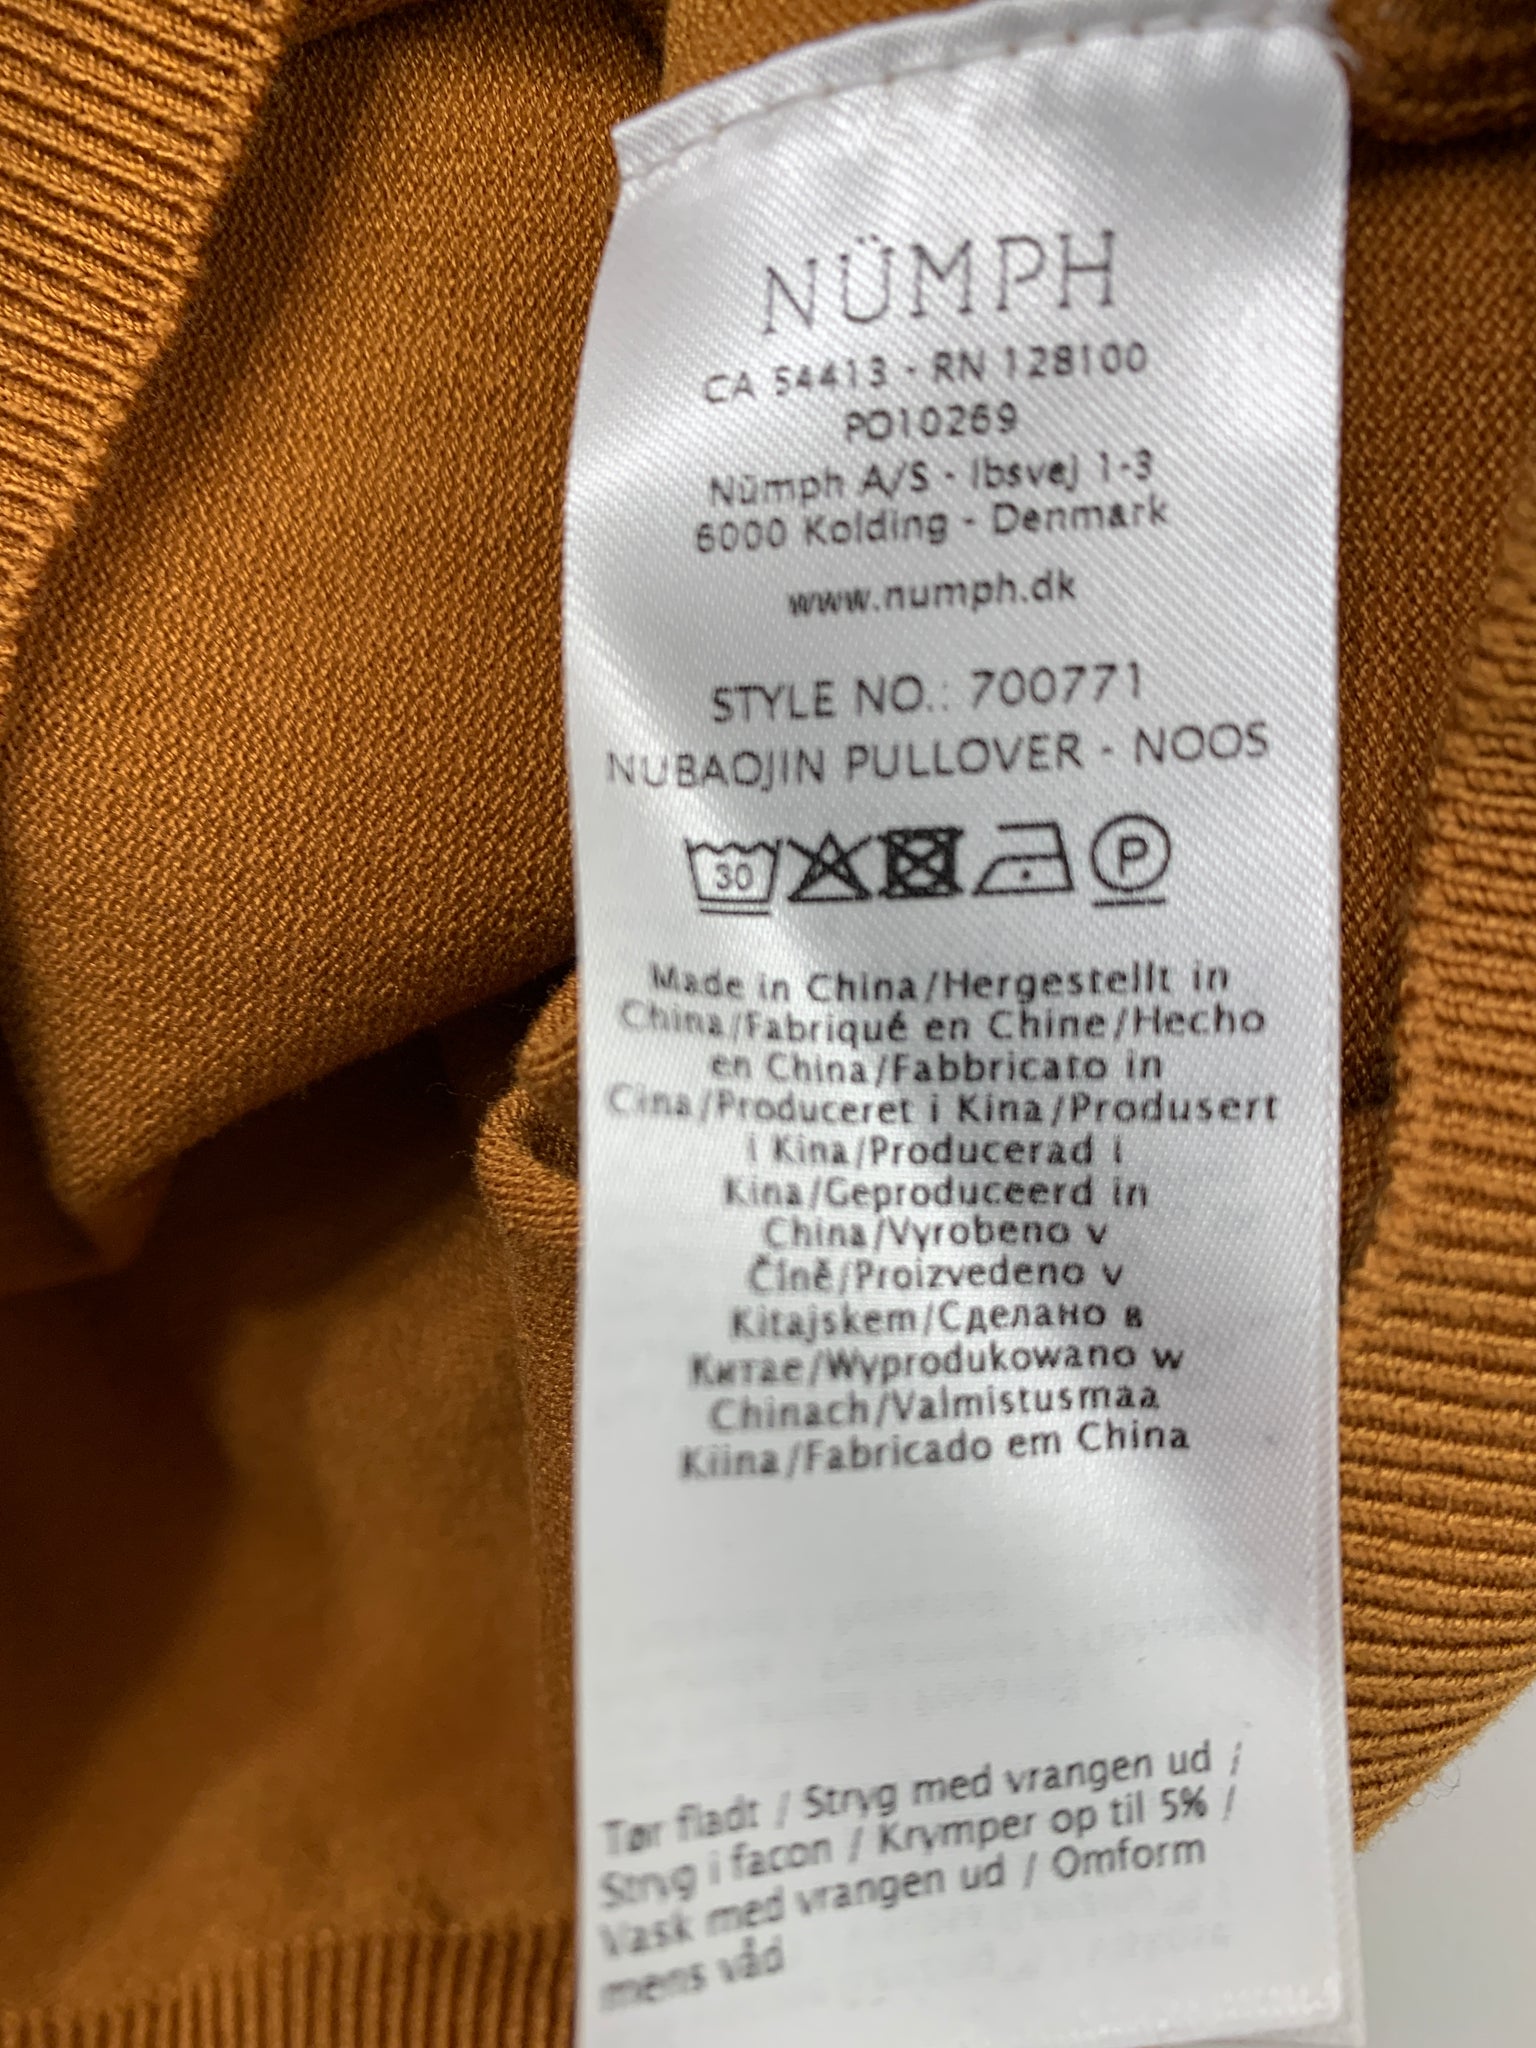 NÜMPH
CA 54413 - RN 128100
PO10269
Nümph A/S - Ibsvej 1-3
6000 Kolding - Denmark
www.numph.dk
STYLE NO.: 700771
NUBAOJIN PULLOVER - NOOS
30 P
Made in China/Hergestellt in
China/Fabriqué en Chine/Hecho
en China/Fabbricato in
Cina/Produceret i Kina/Produsert
i Kina/Producerad i
Kina/Geproduceerd in
China/Vyrobeno v
Číně/Proizvedeno v
Kitajskem/Сделано в
Китае/Wyprodukowano w
Chinach/Valmistusmaa
Kiina/Fabricado em China
Tør fladt / Stryg med vrangen ud /
Stryg i facon / Krymper op til 5% /
Vask med vrangen ud / Omform
mens våd